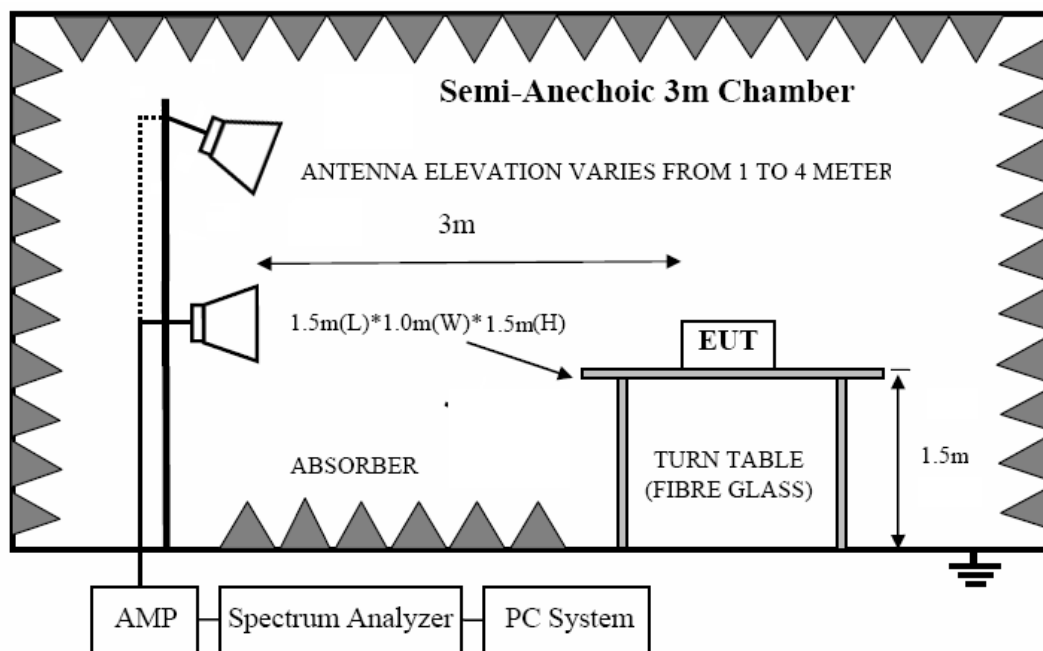 Semi-Anechoic 3m Chamber
ANTENNA ELEVATION VARIES FROM 1 TO 4 METER
3m
1.5m(L)*1.0m(W)*1.5m(H)
EUT
1.5m
ABSORBER
TURN TABLE
(FIBRE GLASS)
AMP
Spectrum Analyzer
PC System